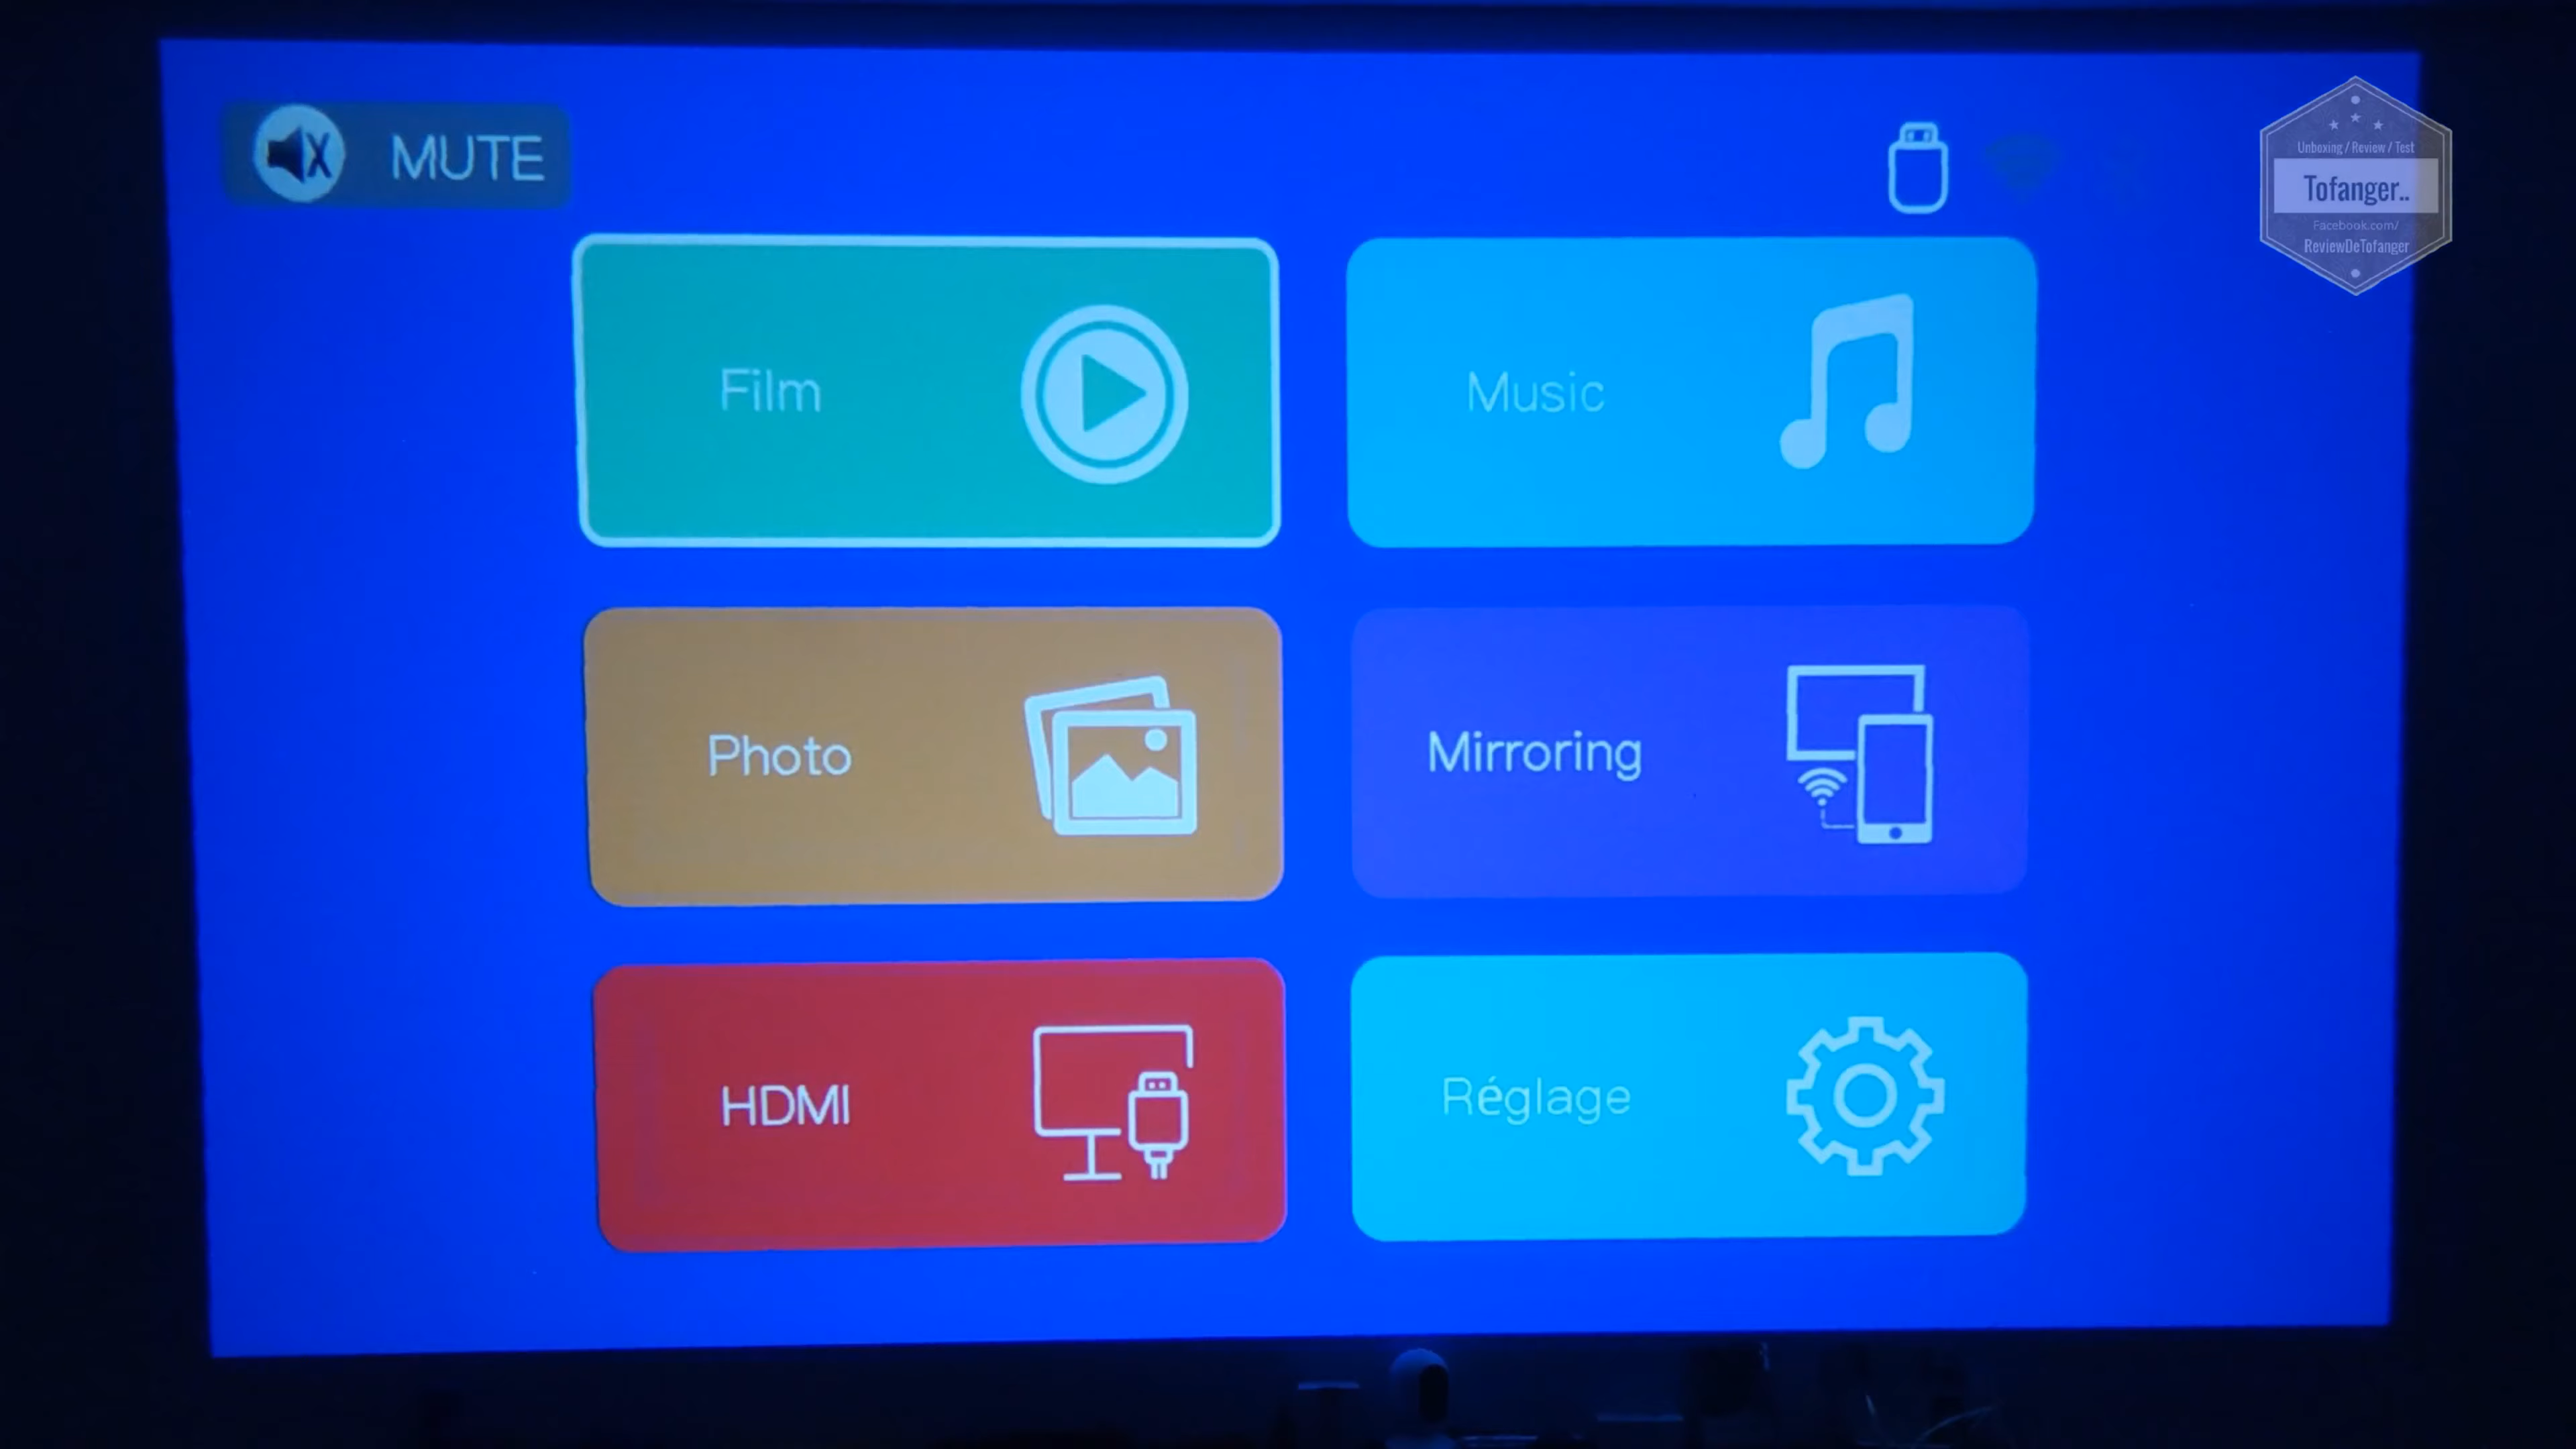 MUTE
Unboxing / Review / Test
Tofanger..
Facebook.com/
ReviewDeTofanger
Film
Music
Photo
Mirroring
HDMI
Réglage